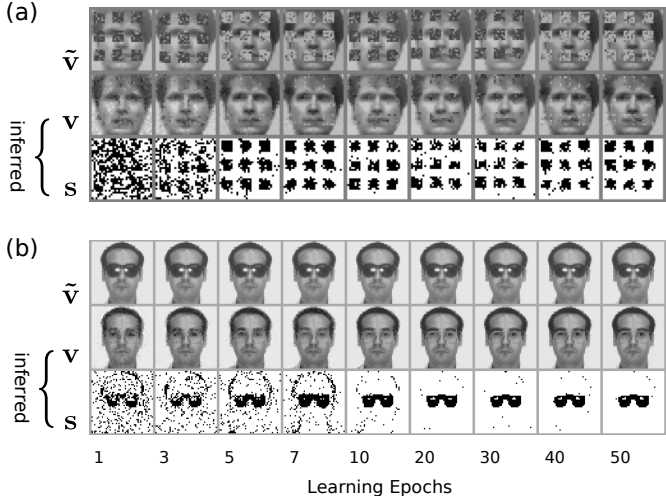 (a)
ṽ
v
s
inferred
(b)
ṽ
v
s
inferred
1 3 5 7 10 20 30 40 50
Learning Epochs